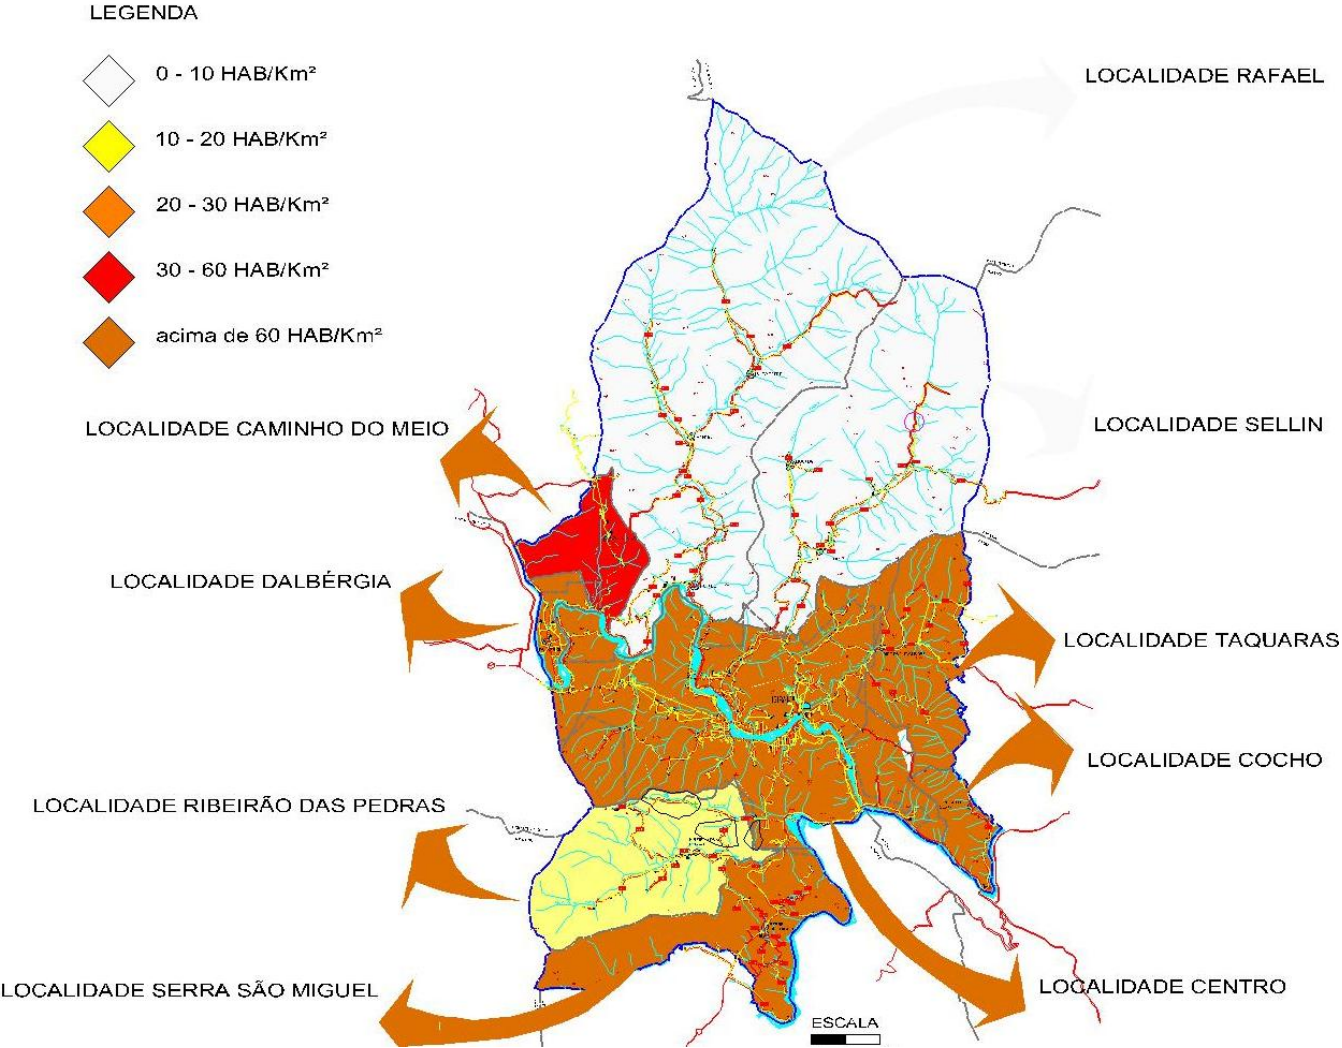 LEGENDA
0 - 10 HAB/Km²
10 - 20 HAB/Km²
20 - 30 HAB/Km²
30 - 60 HAB/Km²
acima de 60 HAB/Km²
LOCALIDADE RAFAEL
LOCALIDADE CAMINHO DO MEIO
LOCALIDADE SELLIN
LOCALIDADE DALBÉRGIA
LOCALIDADE TAQUARAS
LOCALIDADE COCHO
LOCALIDADE RIBEIRÃO DAS PEDRAS
LOCALIDADE SERRA SÃO MIGUEL
LOCALIDADE CENTRO
ESCALA